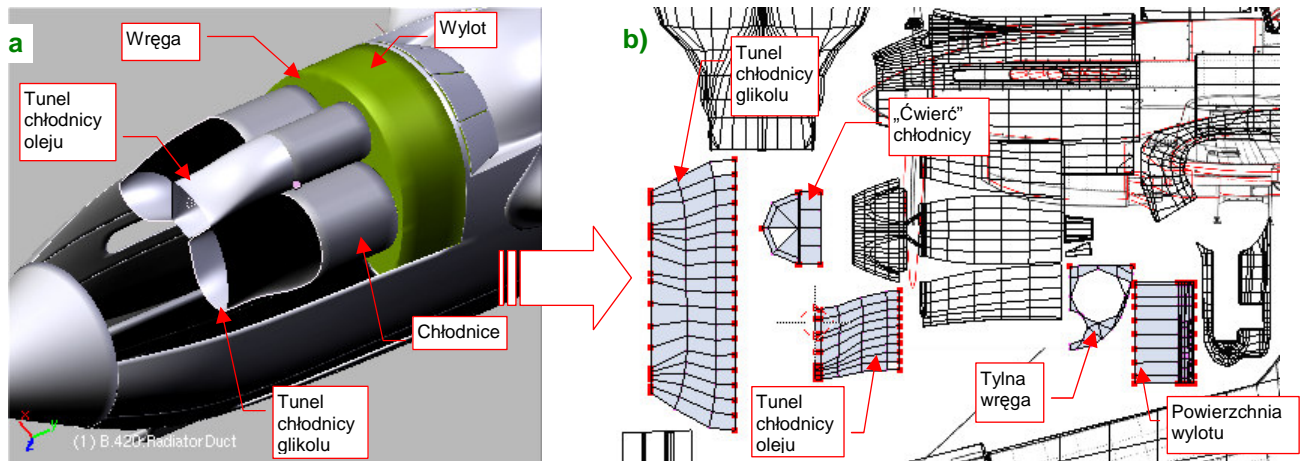 a
Wręga
Wylot
Tunel
chłodnicy
oleju
Chłodnice
Tunel
chłodnicy
glikolu
(1) B.420.Radiator Duct
x
y
z
b)
Tunel
chłodnicy
glikolu
„Ćwierć”
chłodnicy
Tunel
chłodnicy
oleju
Tylna
wręga
Powierzchnia
wylotu